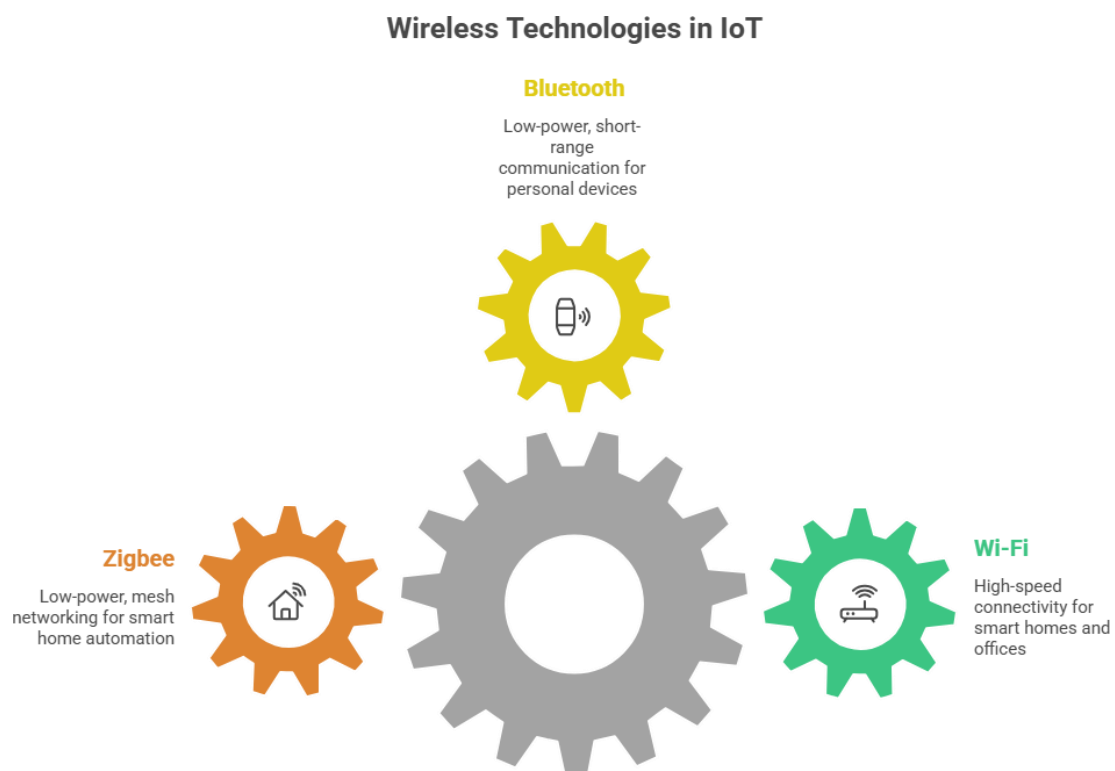 Wireless Technologies in IoT
Bluetooth
Low-power, short-
range
communication for
personal devices
Zigbee
Low-power, mesh
networking for smart
home automation
Wi-Fi
High-speed
connectivity for
smart homes and
offices